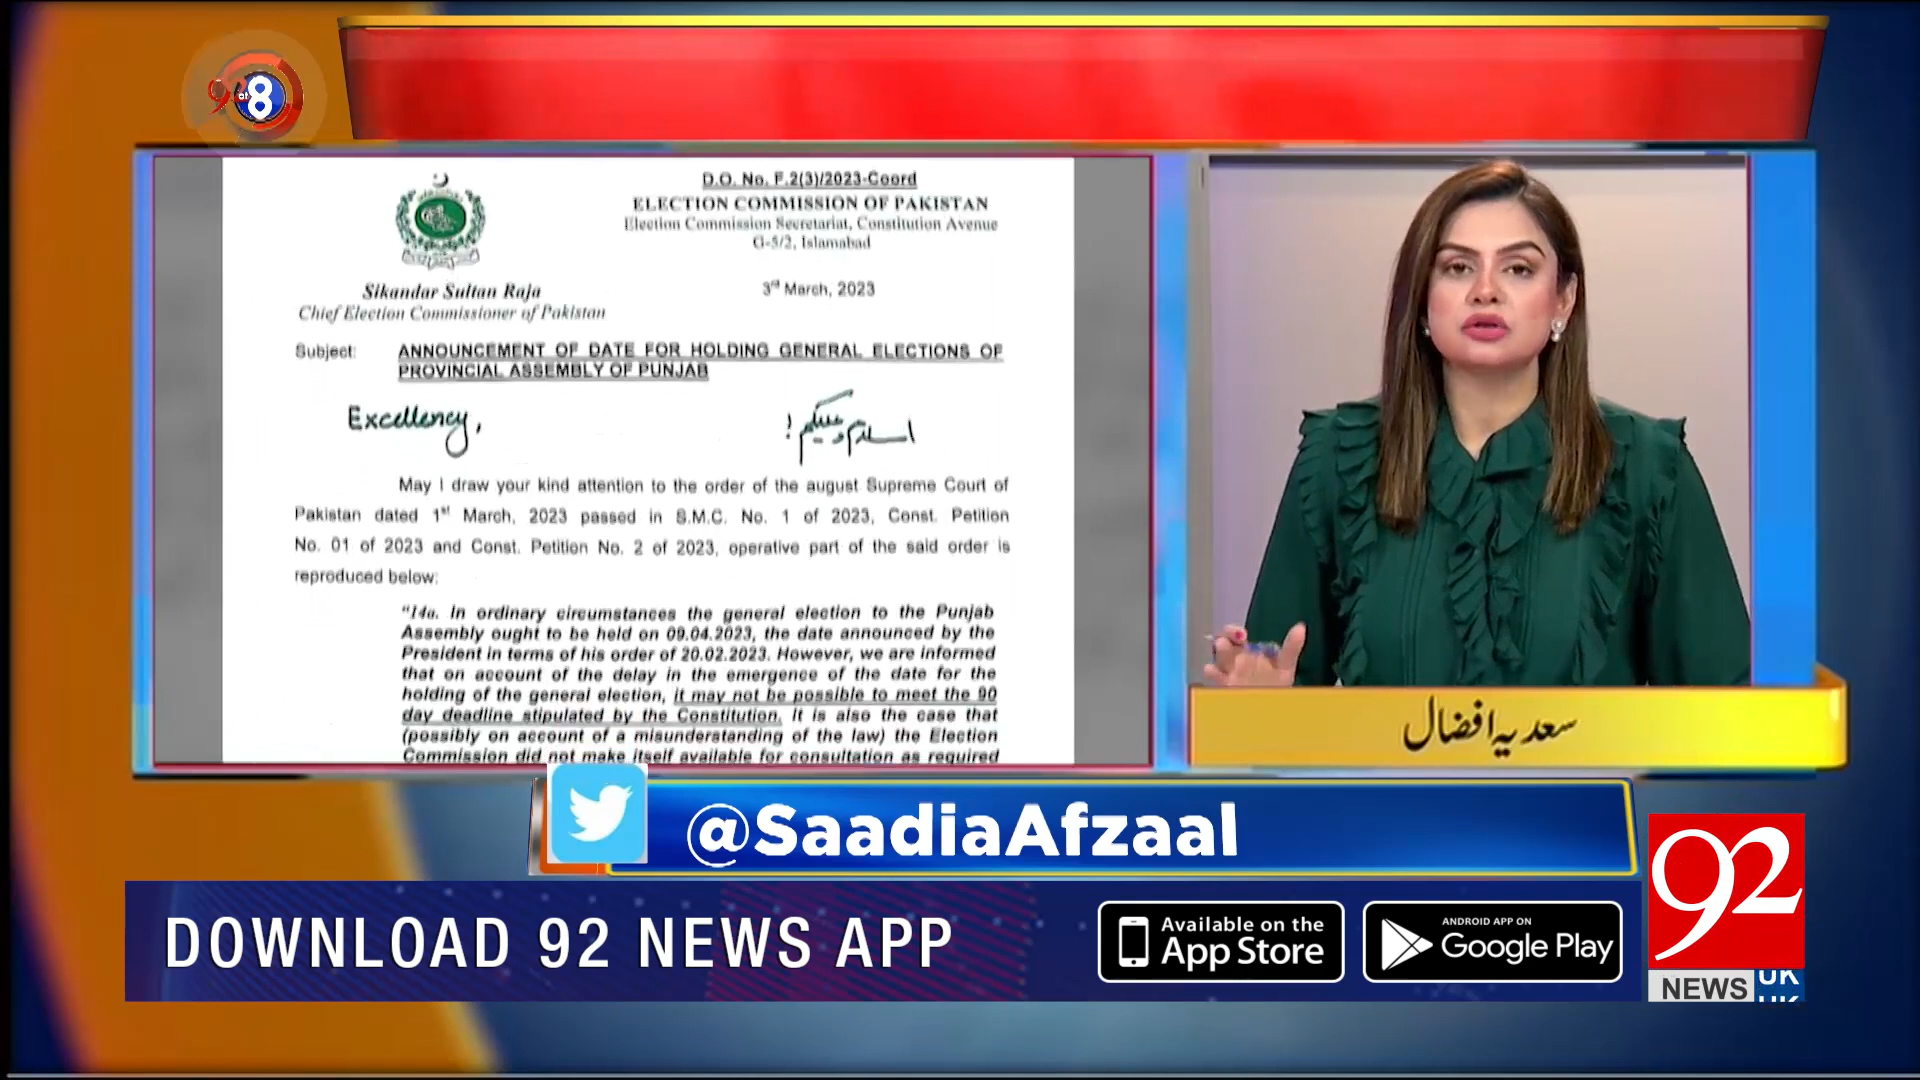 92 at 8
D.O. No. F.2(3)/2023-Coord
ELECTION COMMISSION OF PAKISTAN
Election Commission Secretariat, Constitution Avenue
G-5/2, Islamabad
Sikandar Sultan Raja
Chief Election Commissioner of Pakistan
3rd March, 2023
Subject: ANNOUNCEMENT OF DATE FOR HOLDING GENERAL ELECTIONS OF
PROVINCIAL ASSEMBLY OF PUNJAB
Excellency, اسلام وعلیکم!
May I draw your kind attention to the order of the august Supreme Court of
Pakistan dated 1st March, 2023 passed in S.M.C. No. 1 of 2023, Const. Petition
No. 01 of 2023 and Const. Petition No. 2 of 2023, operative part of the said order is
reproduced below:
"14a. In ordinary circumstances the general election to the Punjab
Assembly ought to be held on 09.04.2023, the date announced by the
President in terms of his order of 20.02.2023. However, we are informed
that on account of the delay in the emergence of the date for the
holding of the general election, it may not be possible to meet the 90
day deadline stipulated by the Constitution. It is also the case that
(possibly on account of a misunderstanding of the law) the Election
Commission did not make itself available for consultation as required
سعدیہ افضال
@SaadiaAfzaal
DOWNLOAD 92 NEWS APP
Available on the
App Store
ANDROID APP ON
Google Play
92
NEWS UK